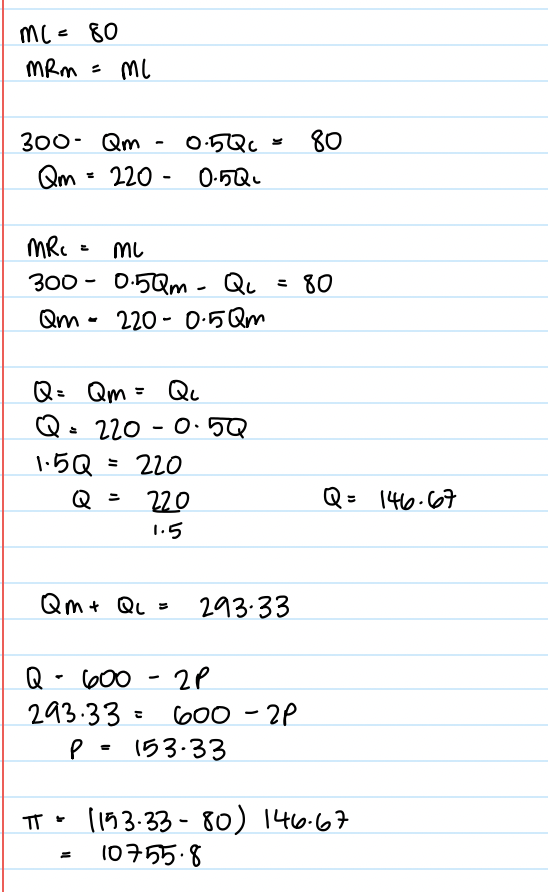 MC = 80
MRm = MC
300 - Qm - 0.5Qc = 80
Qm = 220 - 0.5Qc
MRc = MC
300 - 0.5Qm - Qc = 80
Qm = 220 - 0.5Qm
Q = Qm = Qc
Q = 220 - 0.5Q
1.5Q = 220
Q = 220/1.5 Q = 146.67
Qm + Qc = 293.33
Q = 600 - 2P
293.33 = 600 - 2P
P = 153.33
π = (153.33 - 80) 146.67
= 10755.8